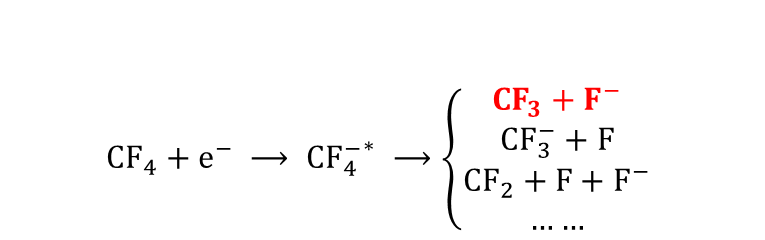 CF₃ + F⁻
CF₄ + e⁻ ⟶ CF₄⁻* ⟶ { CF₃⁻ + F
CF₂ + F + F⁻
... ...